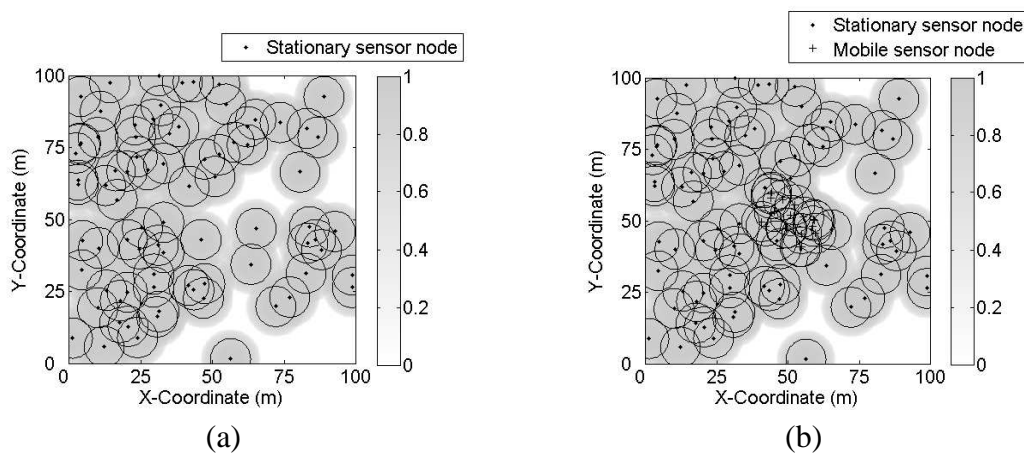 Stationary sensor node
100
75
50
25
0
Y-Coordinate (m)
0 25 50 75 100
X-Coordinate (m)
1
0.8
0.6
0.4
0.2
0
(a)
Stationary sensor node
Mobile sensor node
100
75
50
25
0
Y-Coordinate (m)
0 25 50 75 100
X-Coordinate (m)
1
0.8
0.6
0.4
0.2
0
(b)